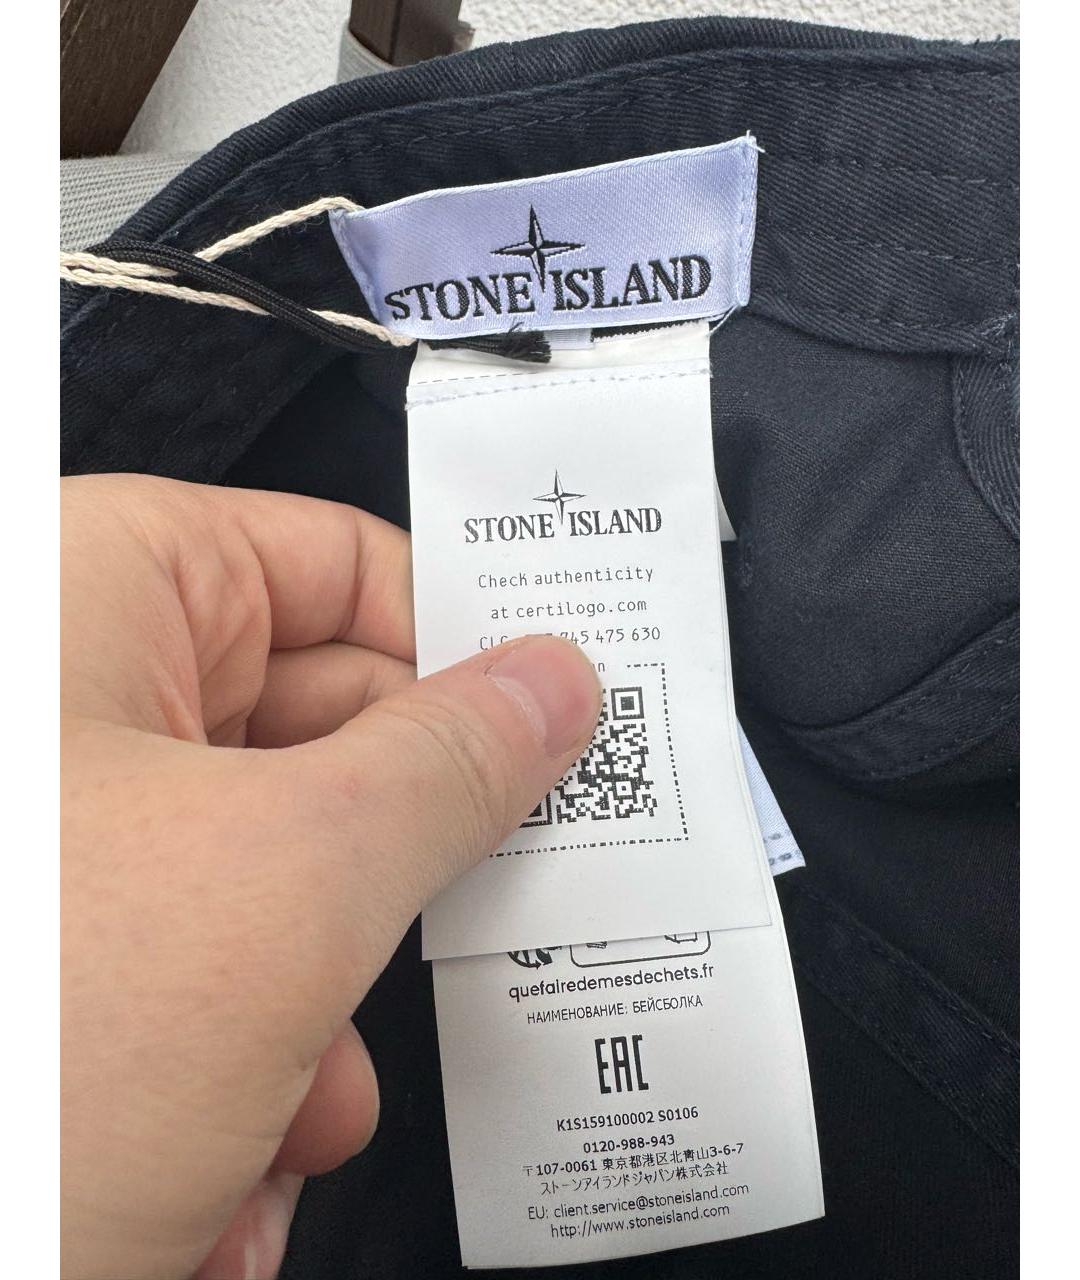 STONE ISLAND
STONE ISLAND
Check authenticity
at certilogo.com
745 475 630
quefairedemesdechets.fr
НАИМЕНОВАНИЕ: БЕЙСБОЛКА
EAC
K1S159100002 S0106
0120-988-943
〒107-0061 東京都港区北青山3-6-7
ストーンアイランドジャパン株式会社
EU: client.service@stoneisland.com
http://www.stoneisland.com